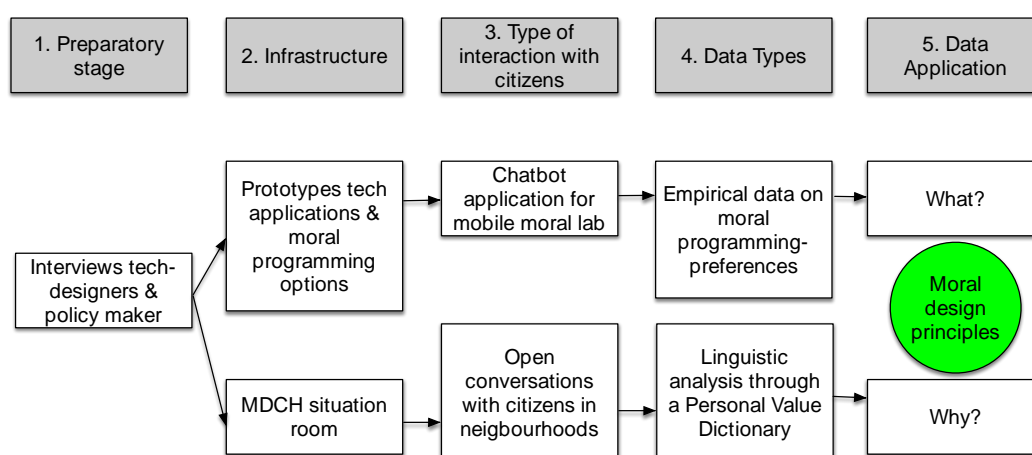 1. Preparatory
stage
2. Infrastructure
3. Type of
interaction with
citizens
4. Data Types
5. Data
Application
Interviews tech-
designers &
policy maker
Prototypes tech
applications &
moral
programming
options
Chatbot
application for
mobile moral lab
Empirical data on
moral
programming-
preferences
What?
Moral
design
principles
MDCH situation
room
Open
conversations
with citizens in
neigbourhoods
Linguistic
analysis through
a Personal Value
Dictionary
Why?